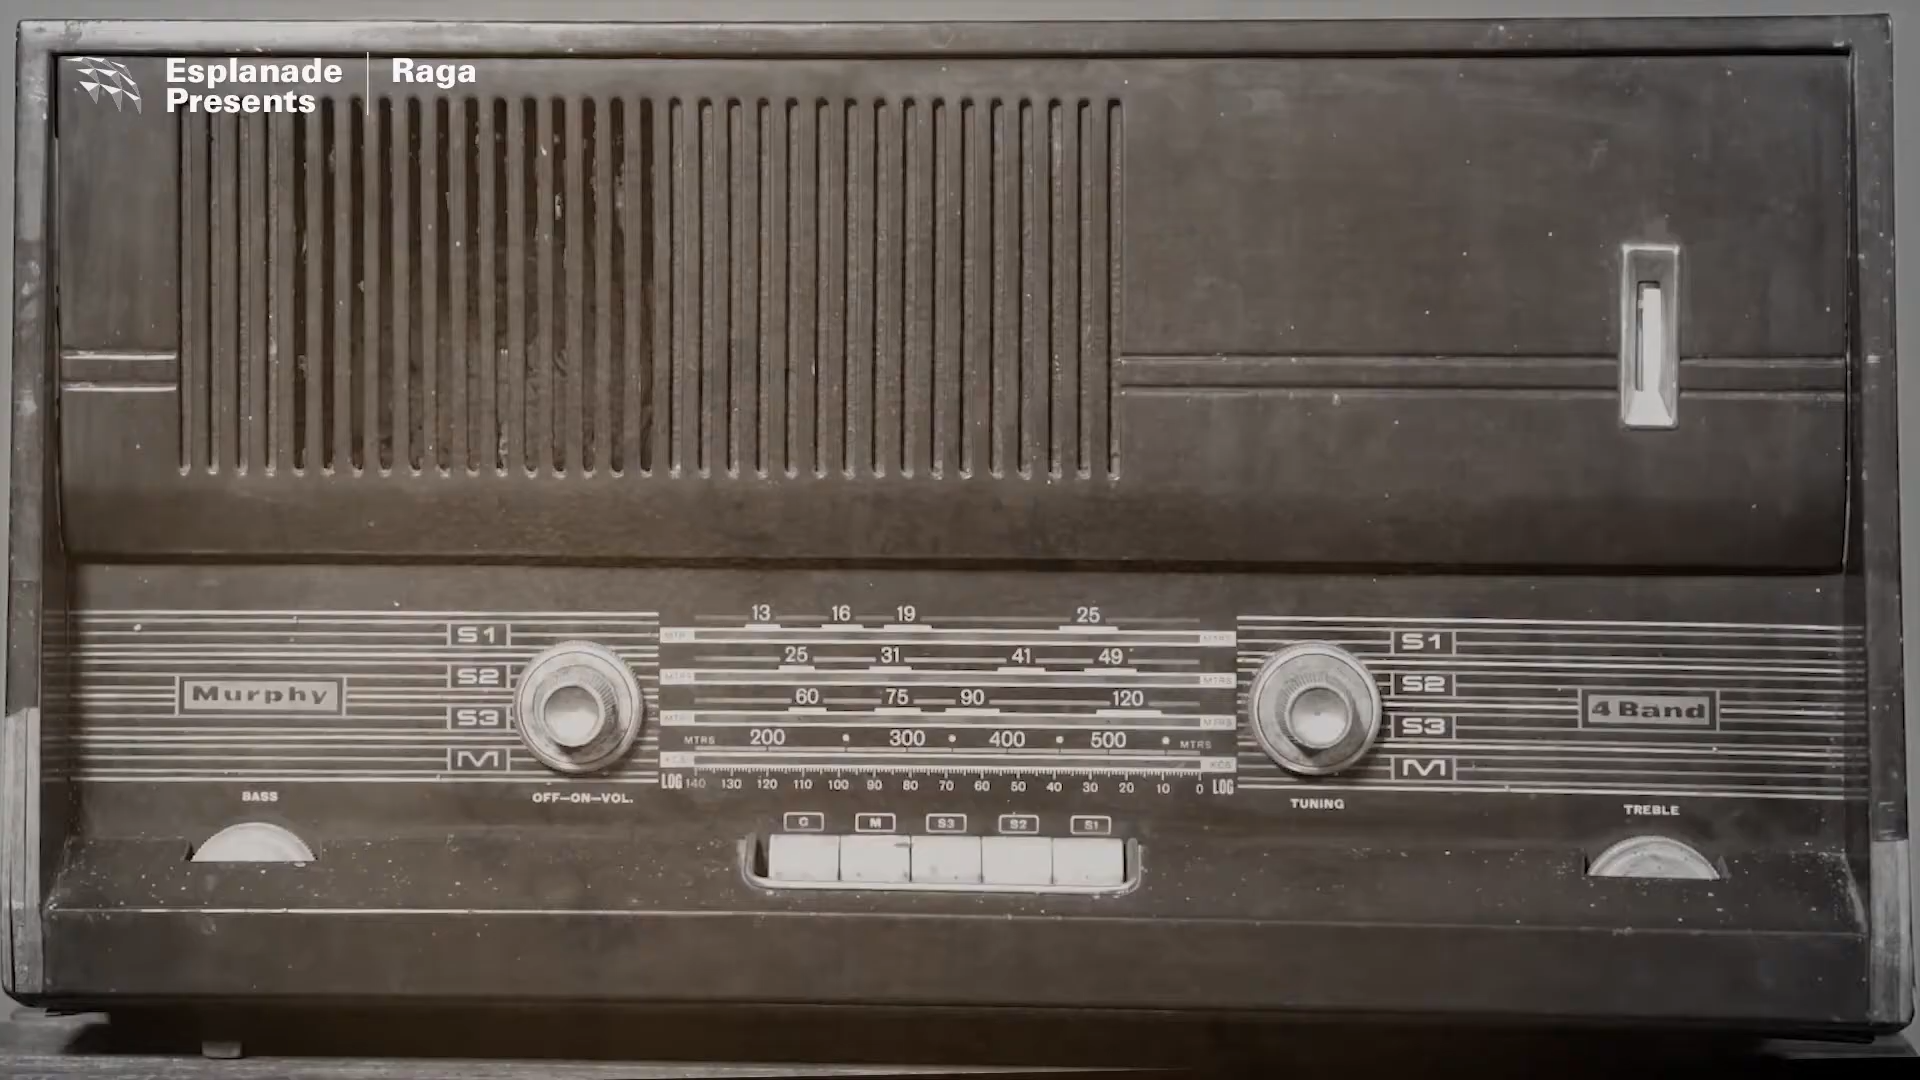 Esplanade
Presents
Raga
13 16 19 25
S1 S1
25 31 41 49
S2 S2
Murphy
60 75 90 120
4 Band
S3 S3
MTRS 200 300 400 500 MTRS
M M
LOG 140 130 120 110 100 90 80 70 60 50 40 30 20 10 0 LOG
BASS
OFF–ON–VOL.
TUNING
TREBLE
G M S3 S2 S1